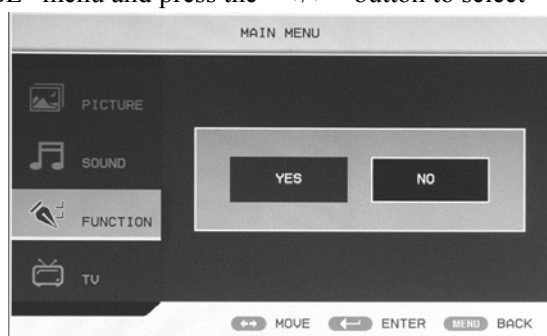 menu and press the button to select
MAIN MENU
PICTURE
SOUND
YES NO
FUNCTION
TV
MOVE ENTER MENU BACK